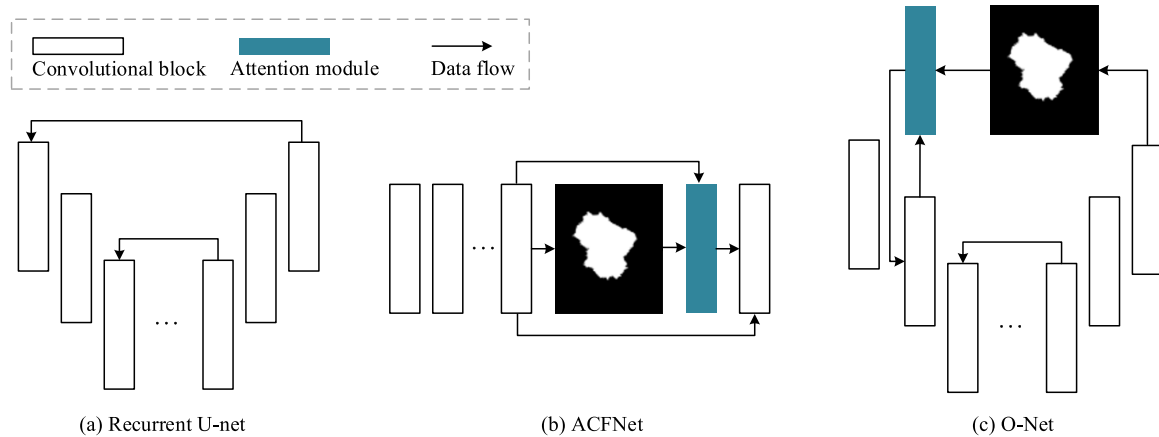 Convolutional block Attention module Data flow
...
...
...
(a) Recurrent U-net (b) ACFNet (c) O-Net